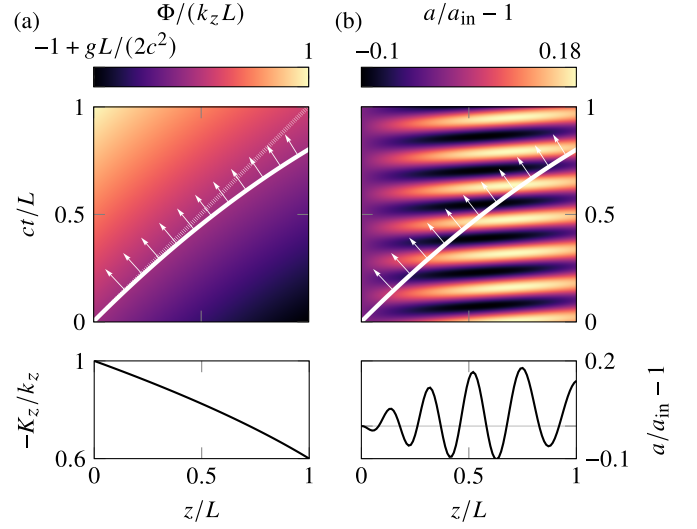 (a) Φ/(k_z L) (b) a/a_in − 1
−1 + gL/(2c²) 1 −0.1 0.18
1 1
ct/L 0.5 0.5
0 0
1 0.2
−K_z/k_z a/a_in − 1
0.6 −0.1
0 0.5 1 0 0.5 1
z/L z/L